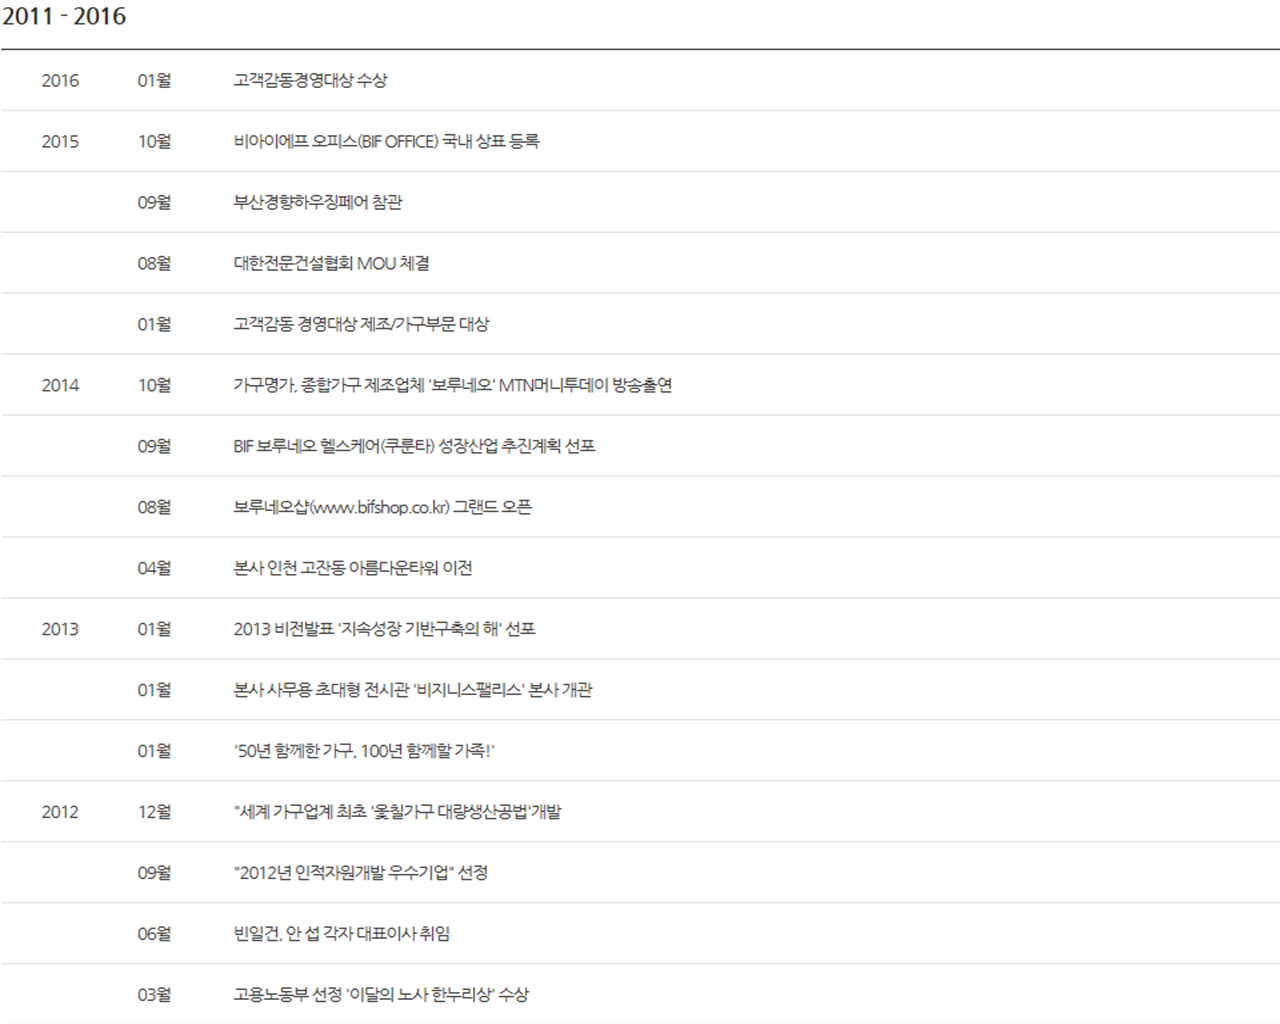 2011 - 2016
2016 01월 고객감동경영대상 수상
2015 10월 비아이에프 오피스(BIF OFFICE) 국내 상표 등록
09월 부산경향하우징페어 참관
08월 대한전문건설협회 MOU 체결
01월 고객감동 경영대상 제조/가구부문 대상
2014 10월 가구명가, 종합가구 제조업체 '보루네오' MTN머니투데이 방송출연
09월 BIF 보루네오 헬스케어(쿠룬타) 성장산업 추진계획 선포
08월 보루네오샵(www.bifshop.co.kr) 그랜드 오픈
04월 본사 인천 고잔동 아름다운타워 이전
2013 01월 2013 비전발표 '지속성장 기반구축의 해' 선포
01월 본사 사무용 초대형 전시관 '비지니스팰리스' 본사 개관
01월 '50년 함께한 가구, 100년 함께할 가족!'
2012 12월 "세계 가구업계 최초 '옻칠가구 대량생산공법'개발
09월 "2012년 인적자원개발 우수기업" 선정
06월 빈일건, 안 섭 각자 대표이사 취임
03월 고용노동부 선정 '이달의 노사 한누리상' 수상